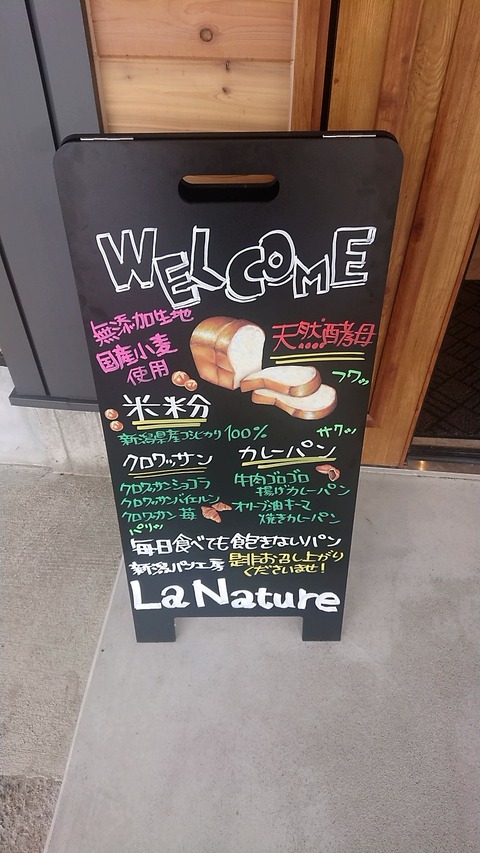 WELCOME
無添加生地
国産小麦
使用
天然酵母
フワッ
米粉
新潟県産コシヒカリ100%
サクッ
クロワッサン
クロワッサンショコラ
クロワッサンバイエルン
クロワッサン苺
パリッ
カレーパン
牛肉ゴロゴロ
揚げカレーパン
オリーブ油キーマ
焼きカレーパン
毎日食べても飽きないパン
新潟パン工房
是非お召し上がり
くださいませ!
La Nature